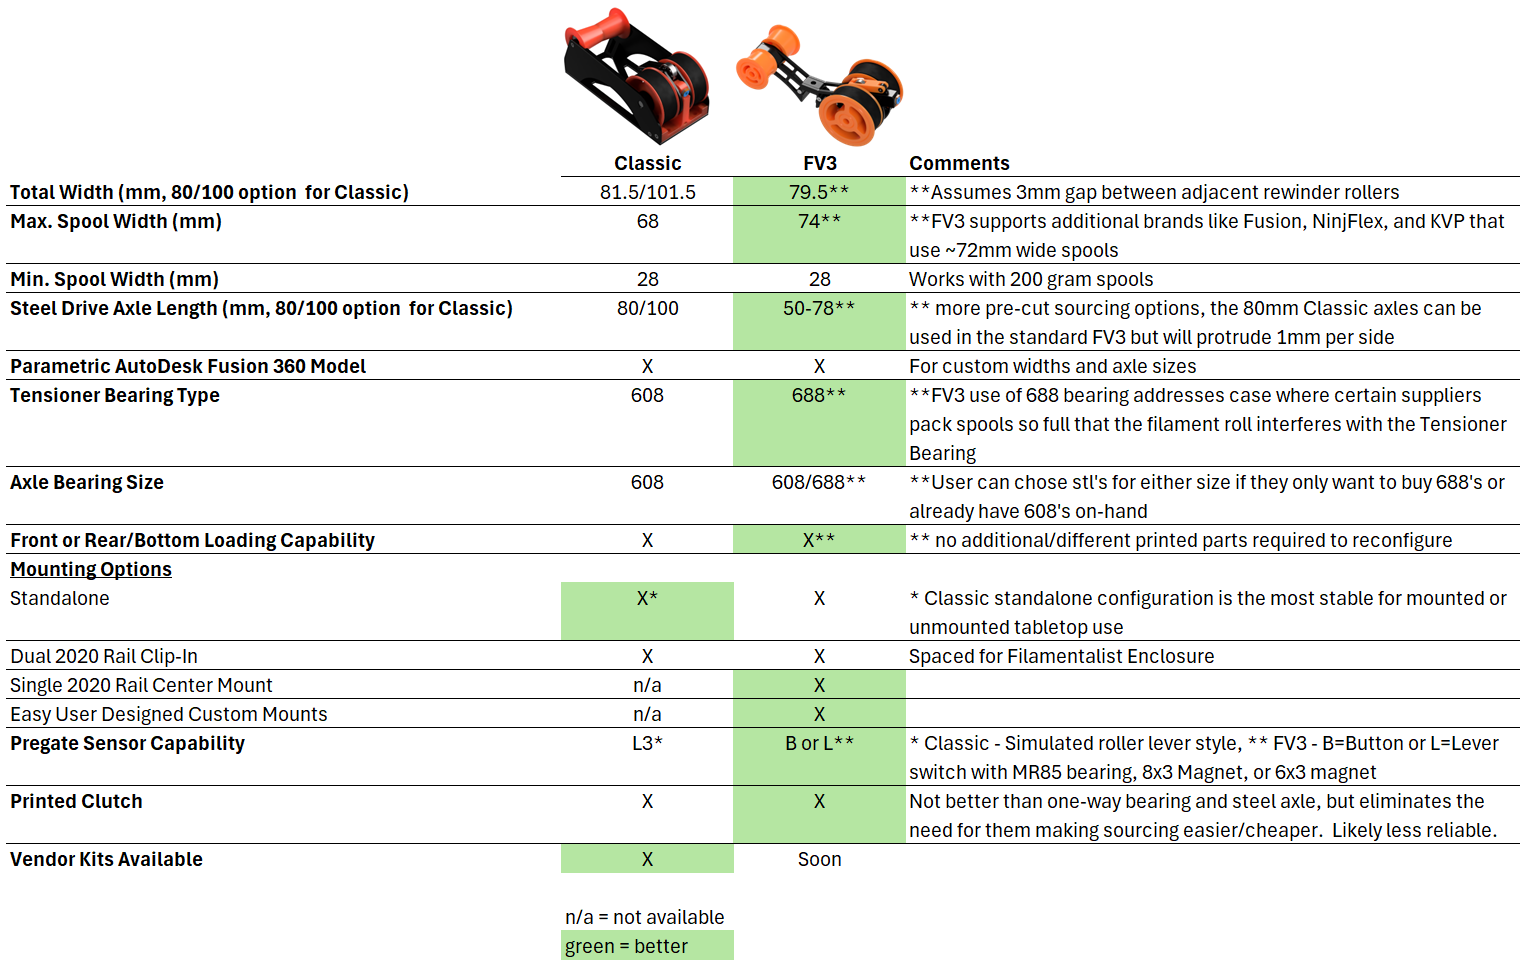 Classic FV3 Comments
Total Width (mm, 80/100 option  for Classic) 81.5/101.5 79.5** **Assumes 3mm gap between adjacent rewinder rollers
Max. Spool Width (mm) 68 74** **FV3 supports additional brands like Fusion, NinjFlex, and KVP that
use ~72mm wide spools
Min. Spool Width (mm) 28 28 Works with 200 gram spools
Steel Drive Axle Length (mm, 80/100 option  for Classic) 80/100 50-78** ** more pre-cut sourcing options, the 80mm Classic axles can be
used in the standard FV3 but will protrude 1mm per side
Parametric AutoDesk Fusion 360 Model X X For custom widths and axle sizes
Tensioner Bearing Type 608 688** **FV3 use of 688 bearing addresses case where certain suppliers
pack spools so full that the filament roll interferes with the Tensioner
Bearing
Axle Bearing Size 608 608/688** **User can chose stl's for either size if they only want to buy 688's or
already have 608's on-hand
Front or Rear/Bottom Loading Capability X X** ** no additional/different printed parts required to reconfigure
Mounting Options
Standalone X* X * Classic standalone configuration is the most stable for mounted or
unmounted tabletop use
Dual 2020 Rail Clip-In X X Spaced for Filamentalist Enclosure
Single 2020 Rail Center Mount n/a X
Easy User Designed Custom Mounts n/a X
Pregate Sensor Capability L3* B or L** * Classic - Simulated roller lever style, ** FV3 - B=Button or L=Lever
switch with MR85 bearing, 8x3 Magnet, or 6x3 magnet
Printed Clutch X X Not better than one-way bearing and steel axle, but eliminates the
need for them making sourcing easier/cheaper.  Likely less reliable.
Vendor Kits Available X Soon
n/a = not available
green = better